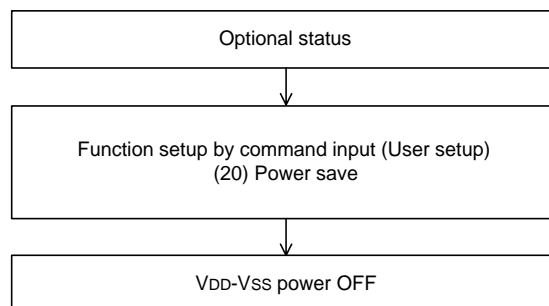 Optional status
Function setup by command input (User setup)
(20) Power save
VDD-VSS power OFF